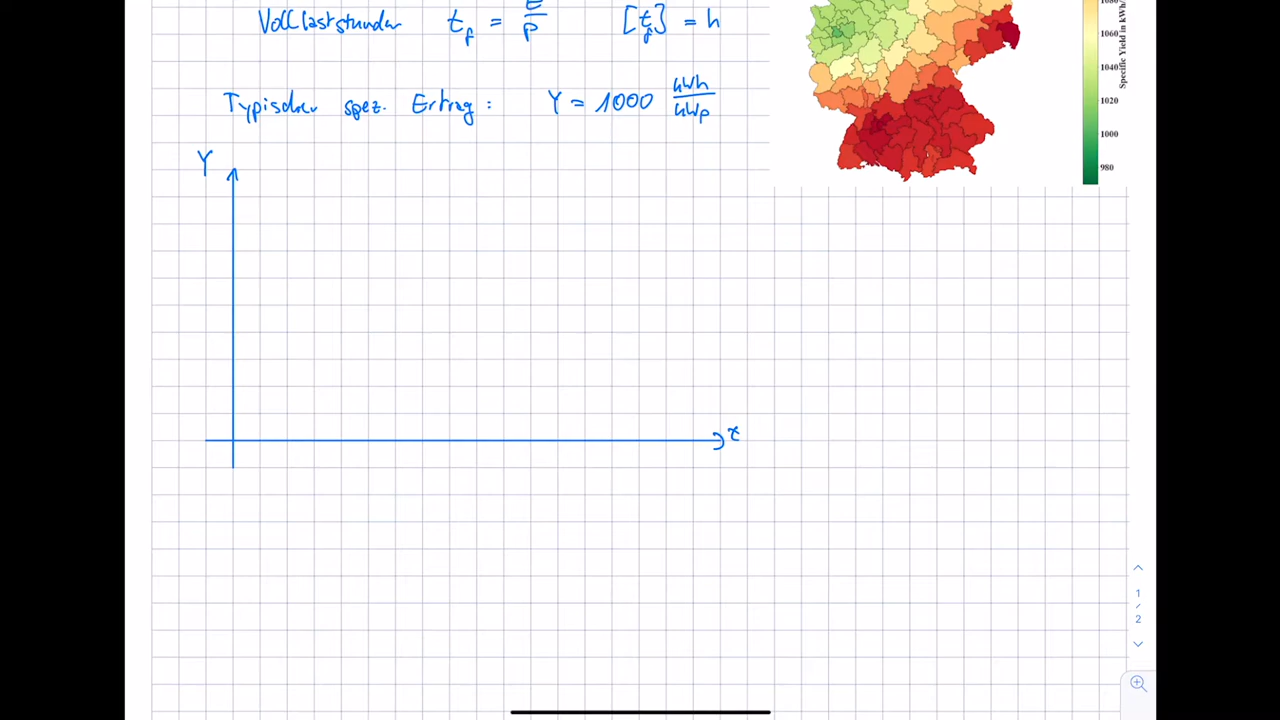 Volllaststunden t_f = E/P [t_f] = h
Typischer spez. Ertrag: Y = 1000 kWh/kWp
Y
t
1060
1040
1020
1000
980
Specific Yield in kWh/
1
/
2